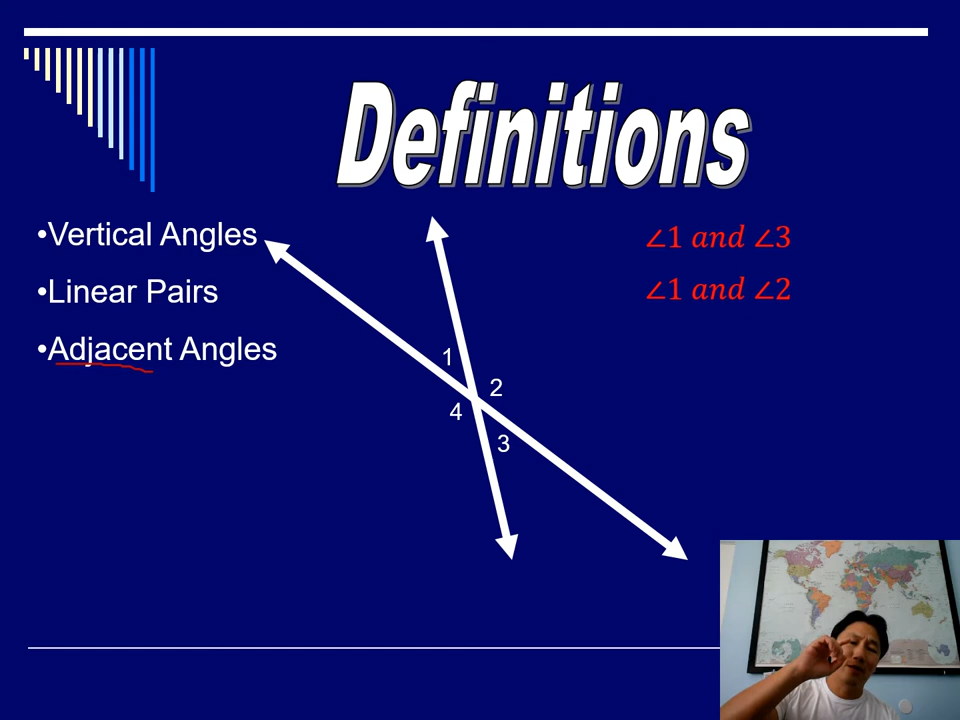 Definitions
•Vertical Angles
•Linear Pairs
•Adjacent Angles
∠1 and ∠3
∠1 and ∠2
1
2
4
3